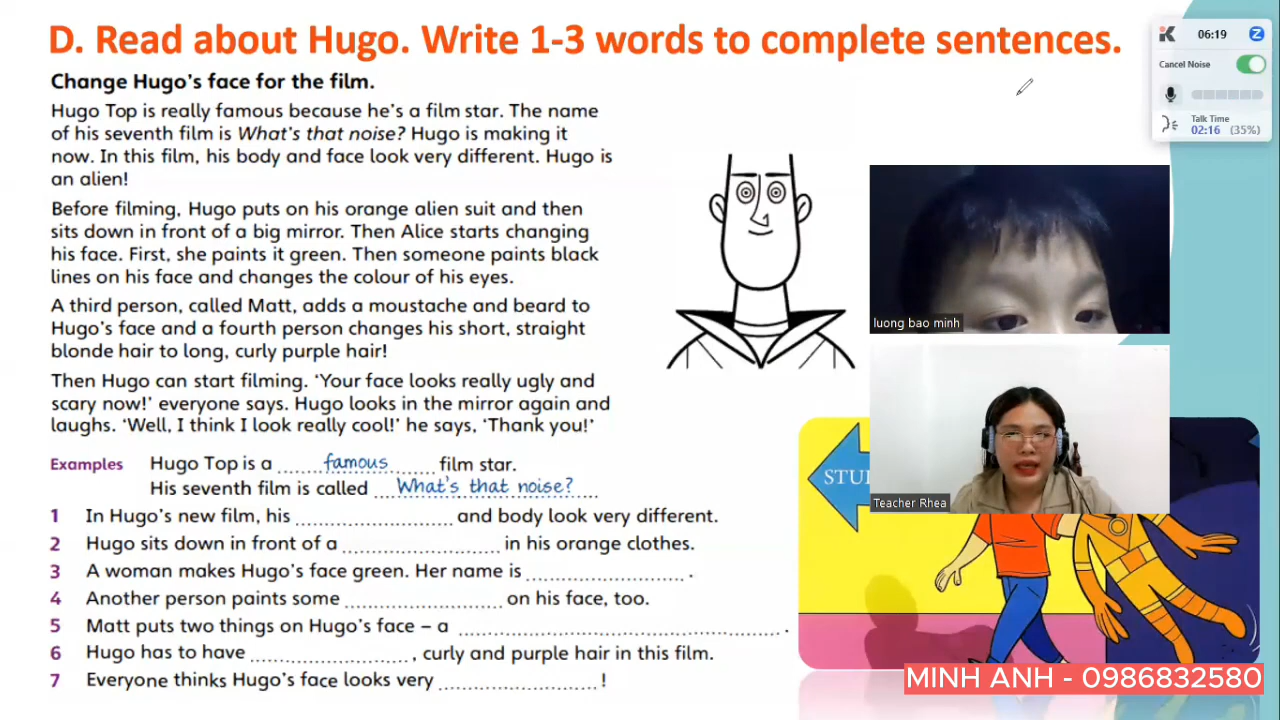 D. Read about Hugo. Write 1-3 words to complete sentences.
Change Hugo's face for the film.
Hugo Top is really famous because he's a film star. The name
of his seventh film is What's that noise? Hugo is making it
now. In this film, his body and face look very different. Hugo is
an alien!
Before filming, Hugo puts on his orange alien suit and then
sits down in front of a big mirror. Then Alice starts changing
his face. First, she paints it green. Then someone paints black
lines on his face and changes the colour of his eyes.
A third person, called Matt, adds a moustache and beard to
Hugo's face and a fourth person changes his short, straight
blonde hair to long, curly purple hair!
Then Hugo can start filming. 'Your face looks really ugly and
scary now!' everyone says. Hugo looks in the mirror again and
laughs. 'Well, I think I look really cool!' he says, 'Thank you!'
Examples Hugo Top is a famous film star.
His seventh film is called What's that noise?
1 In Hugo's new film, his ........................ and body look very different.
2 Hugo sits down in front of a ........................ in his orange clothes.
3 A woman makes Hugo's face green. Her name is ........................ .
4 Another person paints some ........................ on his face, too.
5 Matt puts two things on Hugo's face – a ................................................ .
6 Hugo has to have ........................ , curly and purple hair in this film.
7 Everyone thinks Hugo's face looks very ........................ !
06:19
Cancel Noise
Talk Time
02:16 (35%)
luong bao minh
Teacher Rhea
STU
MINH ANH - 0986832580